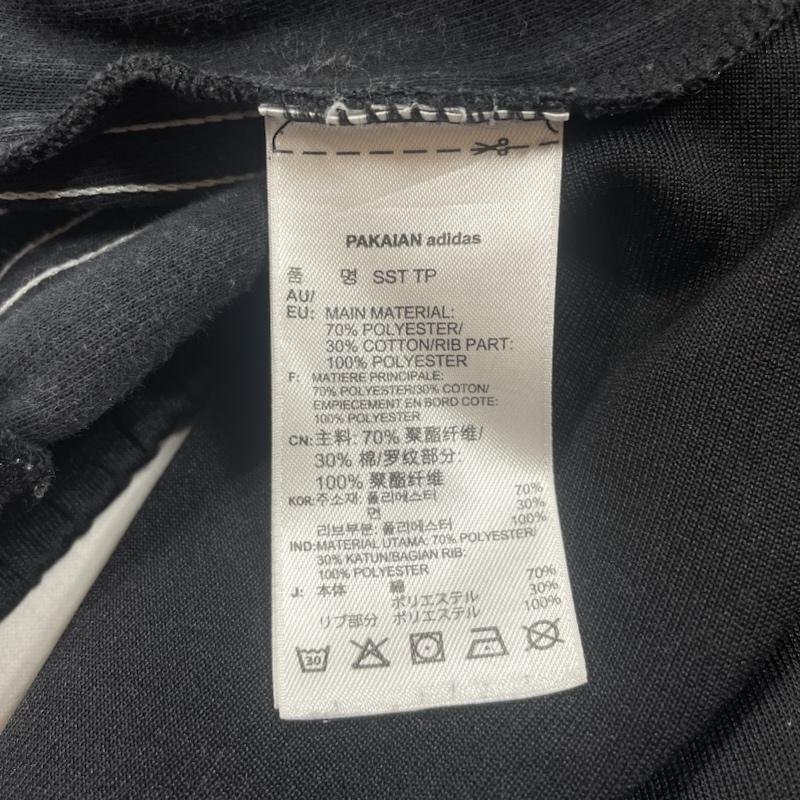 PAKAIAN adidas
품 명 SST TP
AU/
EU: MAIN MATERIAL:
70% POLYESTER/
30% COTTON/RIB PART:
100% POLYESTER
F: MATIERE PRINCIPALE:
70% POLYESTER/30% COTON/
EMPIECEMENT EN BORD COTE:
100% POLYESTER
CN: 主料: 70% 聚酯纤维/
30% 棉/罗纹部分:
100% 聚酯纤维
KOR: 주소재: 폴리에스터 70%
면 30%
리브부분: 폴리에스터 100%
IND: MATERIAL UTAMA: 70% POLYESTER/
30% KATUN/BAGIAN RIB:
100% POLYESTER
J: 本体 綿 70%
ポリエステル 30%
リブ部分 ポリエステル 100%
30